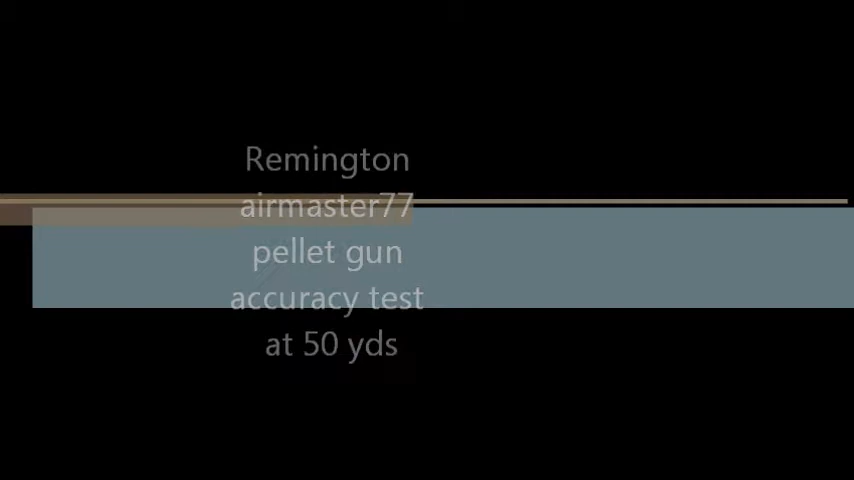 Remington
airmaster77
pellet gun
accuracy test
at 50 yds